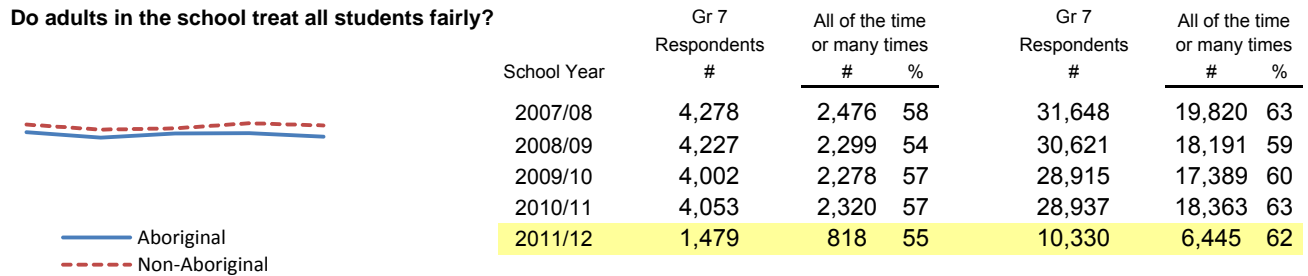 Do adults in the school treat all students fairly?
Gr 7 All of the time Gr 7 All of the time
Respondents or many times Respondents or many times
School Year # # % # # %
2007/08 4,278 2,476 58 31,648 19,820 63
2008/09 4,227 2,299 54 30,621 18,191 59
2009/10 4,002 2,278 57 28,915 17,389 60
2010/11 4,053 2,320 57 28,937 18,363 63
2011/12 1,479 818 55 10,330 6,445 62
Aboriginal
Non-Aboriginal